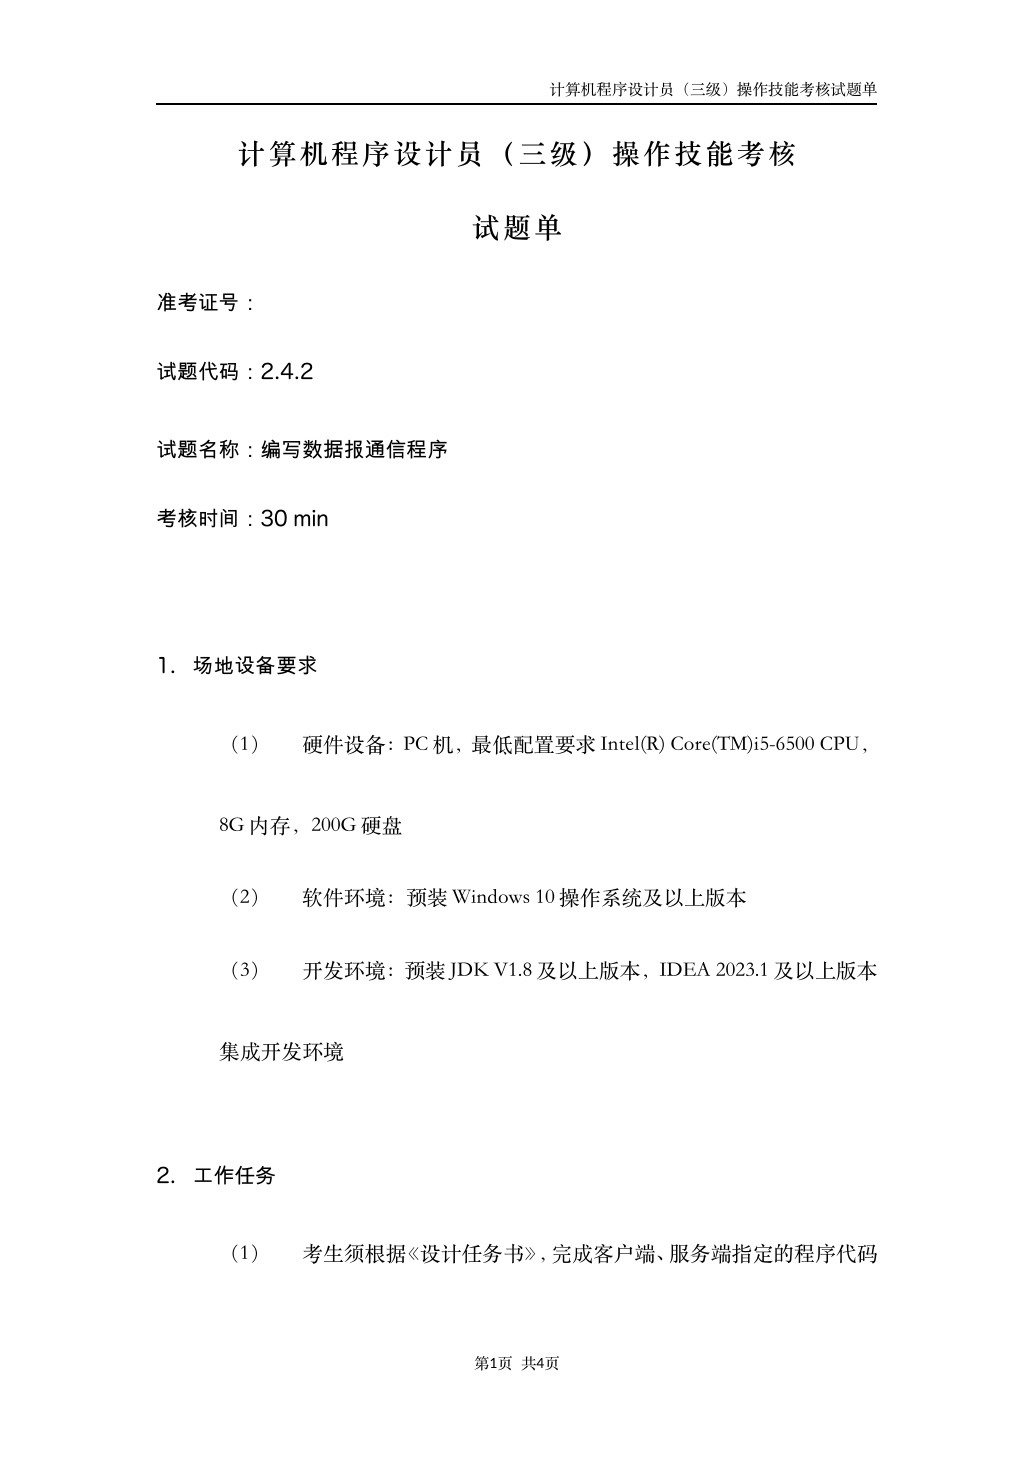 计算机程序设计员（三级）操作技能考核试题单
计算机程序设计员（三级）操作技能考核
试题单
准考证号：
试题代码：2.4.2
试题名称：编写数据报通信程序
考核时间：30 min
1. 场地设备要求
（1） 硬件设备：PC 机，最低配置要求 Intel(R) Core(TM)i5-6500 CPU，
8G 内存，200G 硬盘
（2） 软件环境：预装 Windows 10 操作系统及以上版本
（3） 开发环境：预装 JDK V1.8 及以上版本，IDEA 2023.1 及以上版本
集成开发环境
2. 工作任务
（1） 考生须根据《设计任务书》，完成客户端、服务端指定的程序代码
第1页 共4页